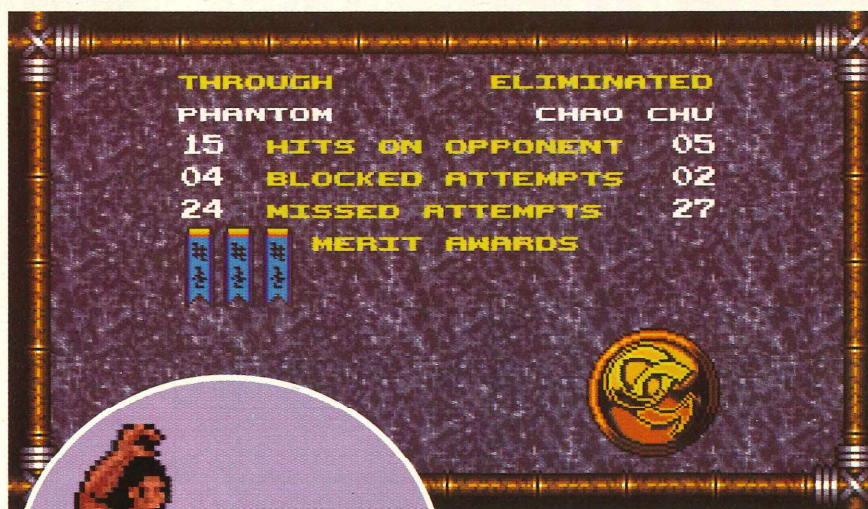 THROUGH ELIMINATED
PHANTOM CHAO CHU
15 HITS ON OPPONENT 05
04 BLOCKED ATTEMPTS 02
24 MISSED ATTEMPTS 27
MERIT AWARDS